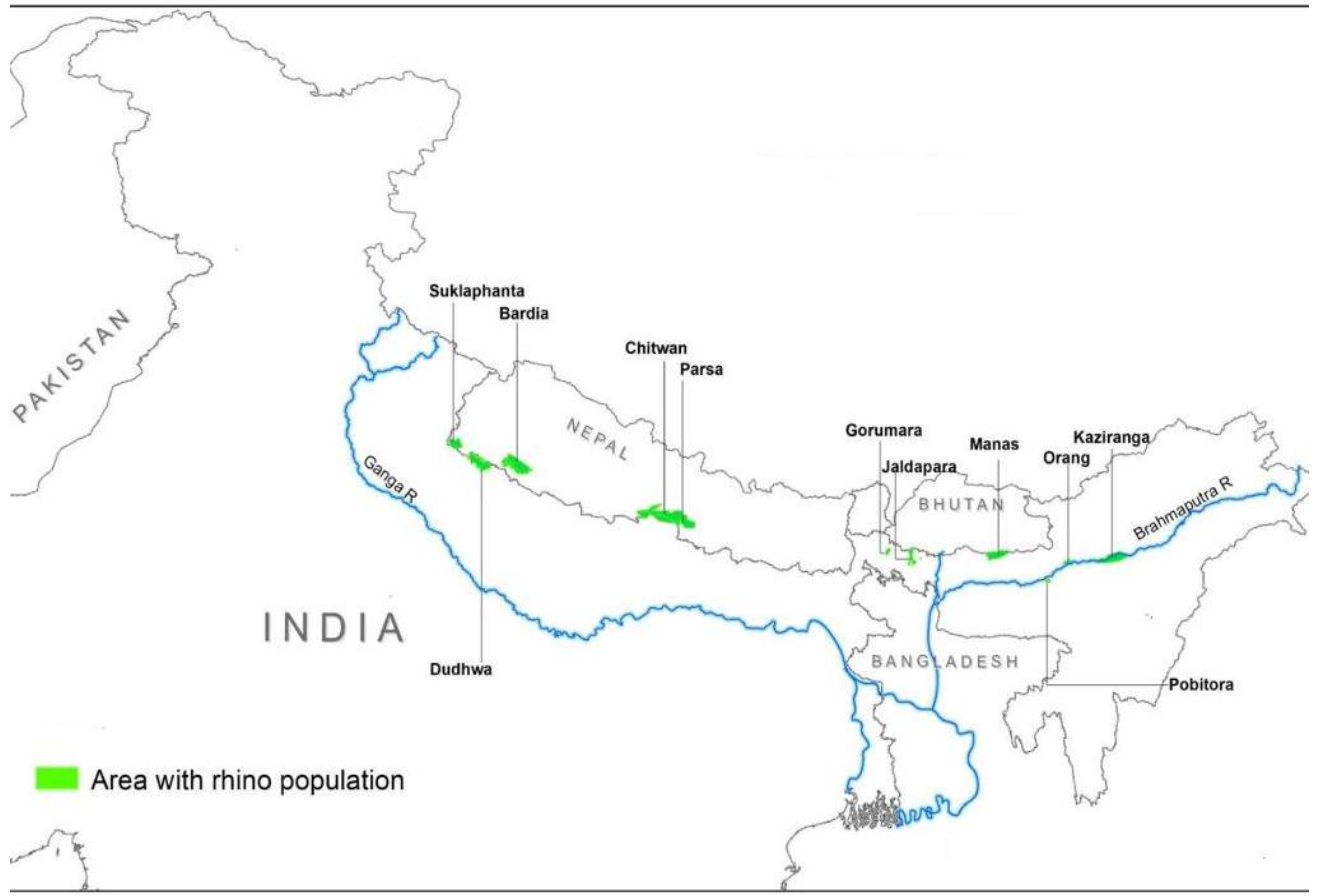 Suklaphanta
Bardia
Chitwan
Parsa
PAKISTAN
NEPAL
Gorumara
Jaldapara
Manas
Kaziranga
Orang
Ganga R
BHUTAN
Brahmaputra R
INDIA
BANGLADESH
Dudhwa
Pobitora
Area with rhino population